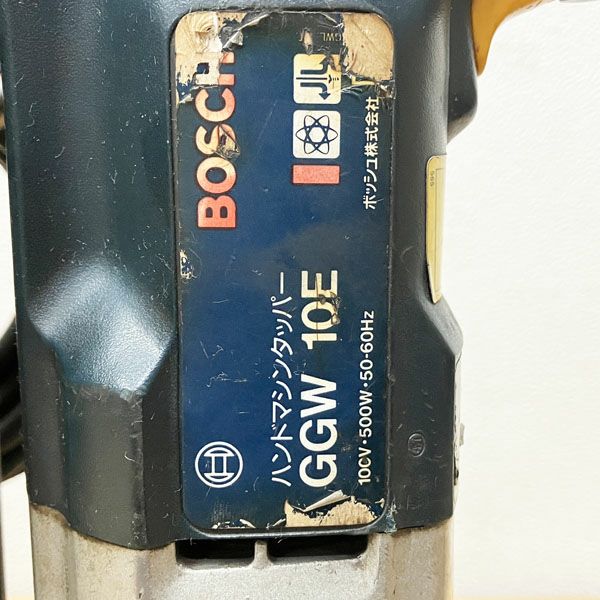 BOSCH
ハンドマシンタッパー
GGW 10E
10CV・500W・50-60Hz
ボッシュ株式会社